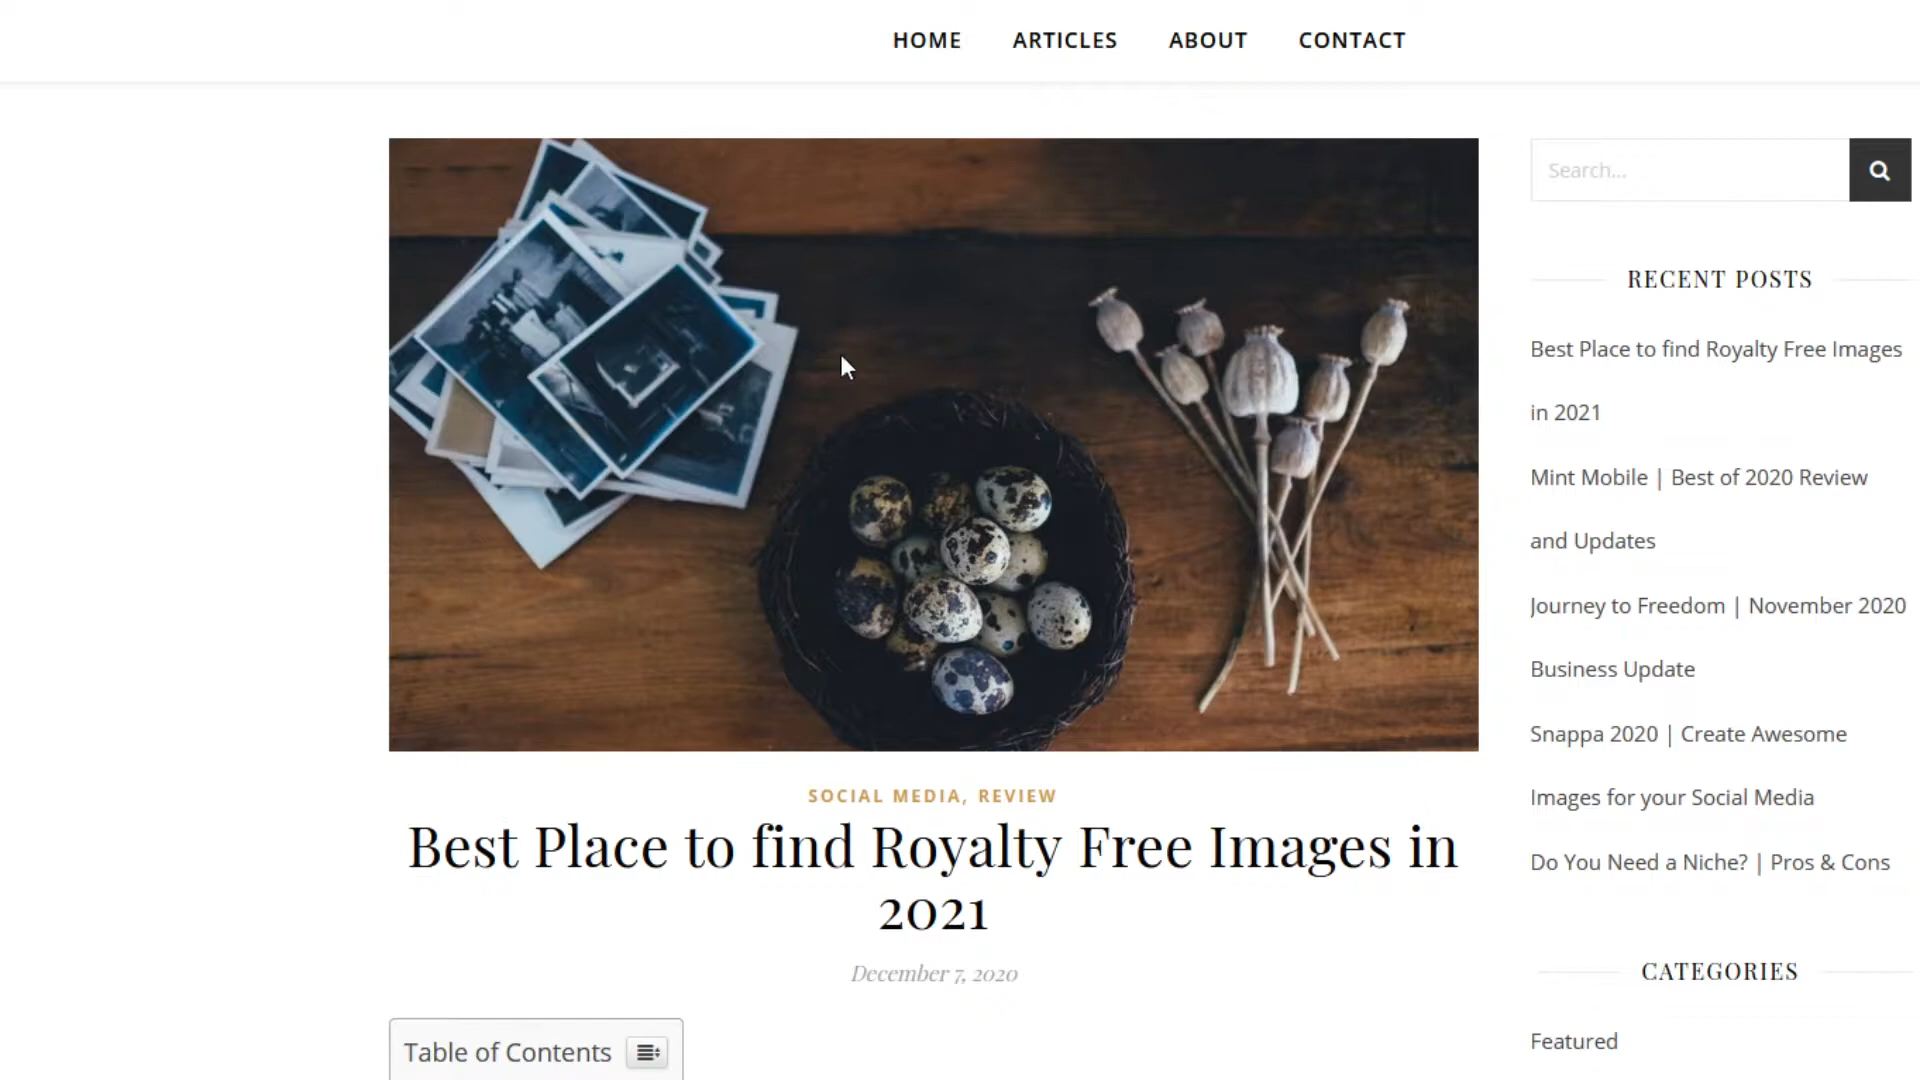 HOME ARTICLES ABOUT CONTACT
Search...
RECENT POSTS
Best Place to find Royalty Free Images
in 2021
Mint Mobile | Best of 2020 Review
and Updates
Journey to Freedom | November 2020
Business Update
Snappa 2020 | Create Awesome
Images for your Social Media
Do You Need a Niche? | Pros & Cons
CATEGORIES
Featured
SOCIAL MEDIA, REVIEW
Best Place to find Royalty Free Images in
2021
December 7, 2020
Table of Contents